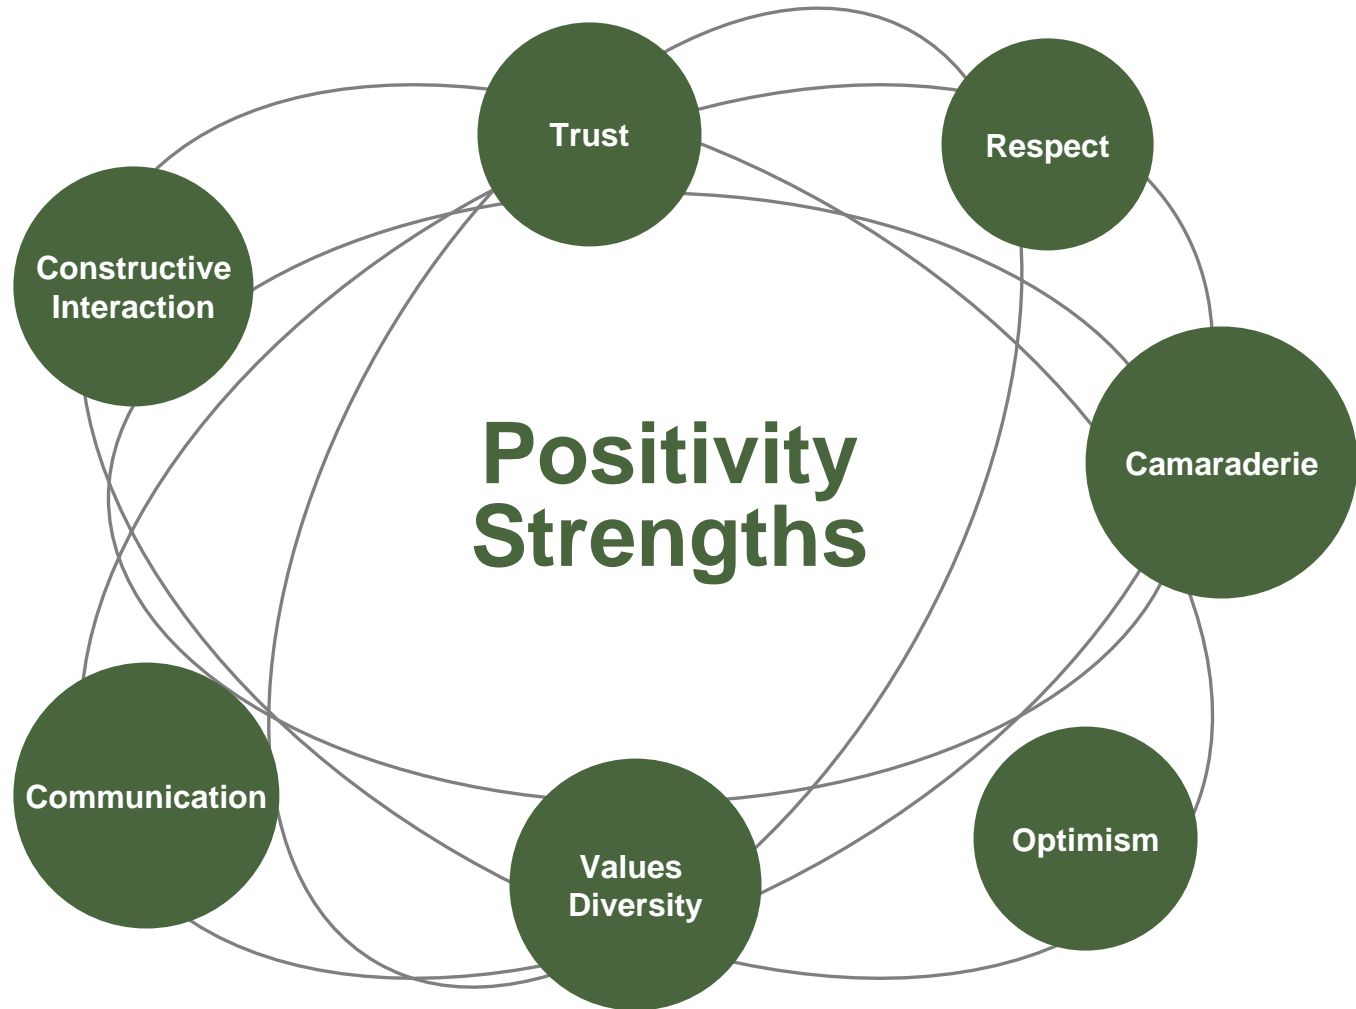 Trust
Respect
Constructive
Interaction
Positivity
Strengths
Camaraderie
Communication
Values
Diversity
Optimism